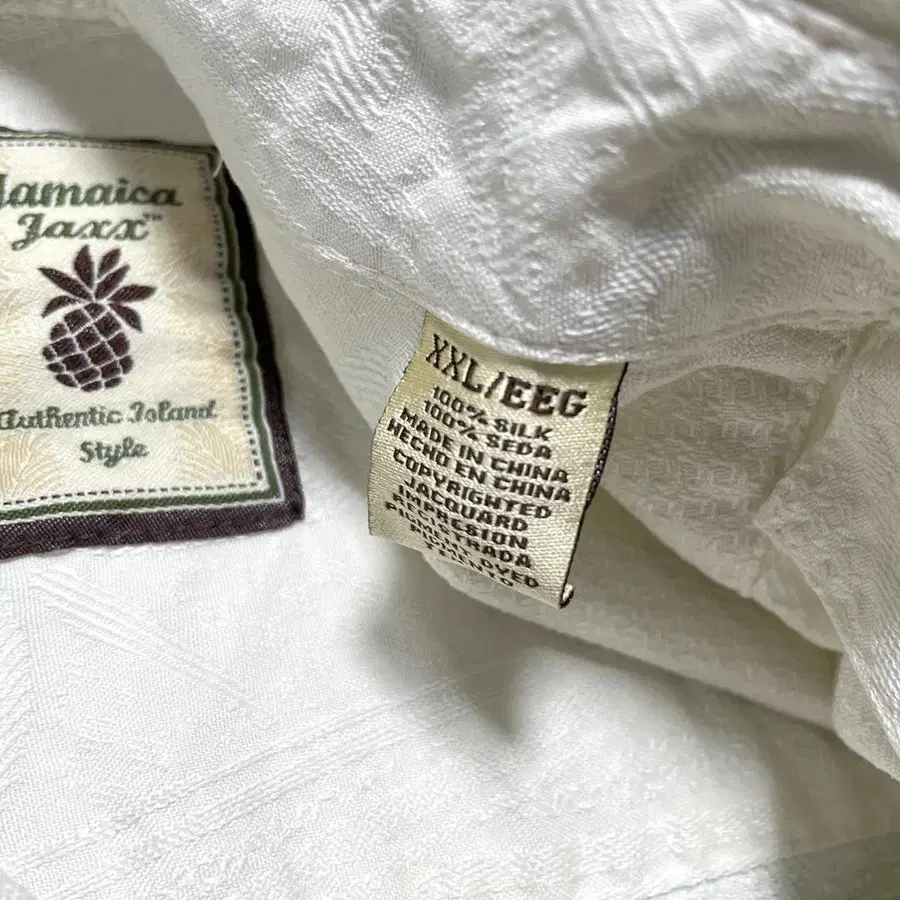 Jamaica
Jaxx™
Authentic Island
Style
XXL/EEG
100% SILK
100% SEDA
MADE IN CHINA
HECHO EN CHINA
COPYRIGHTED
JACQUARD
IMPRESION
REGISTRADA
DYED